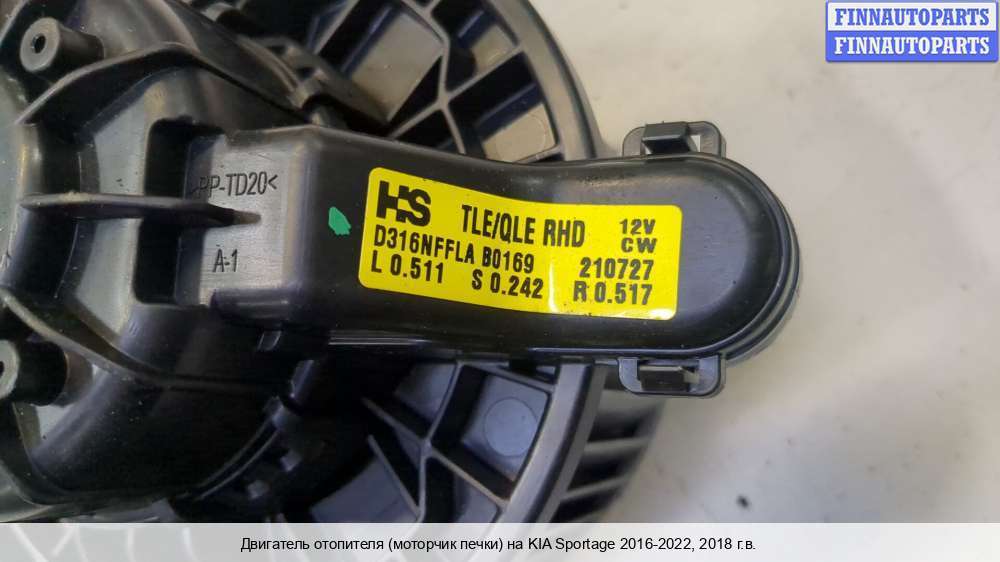 FINNAUTOPARTS
FINNAUTOPARTS
>PP-TD20<
A-1
HS TLE/QLE RHD 12V CW
D316NFFLA B0169 210727
L 0.511 S 0.242 R 0.517
Двигатель отопителя (моторчик печки) на KIA Sportage 2016-2022, 2018 г.в.